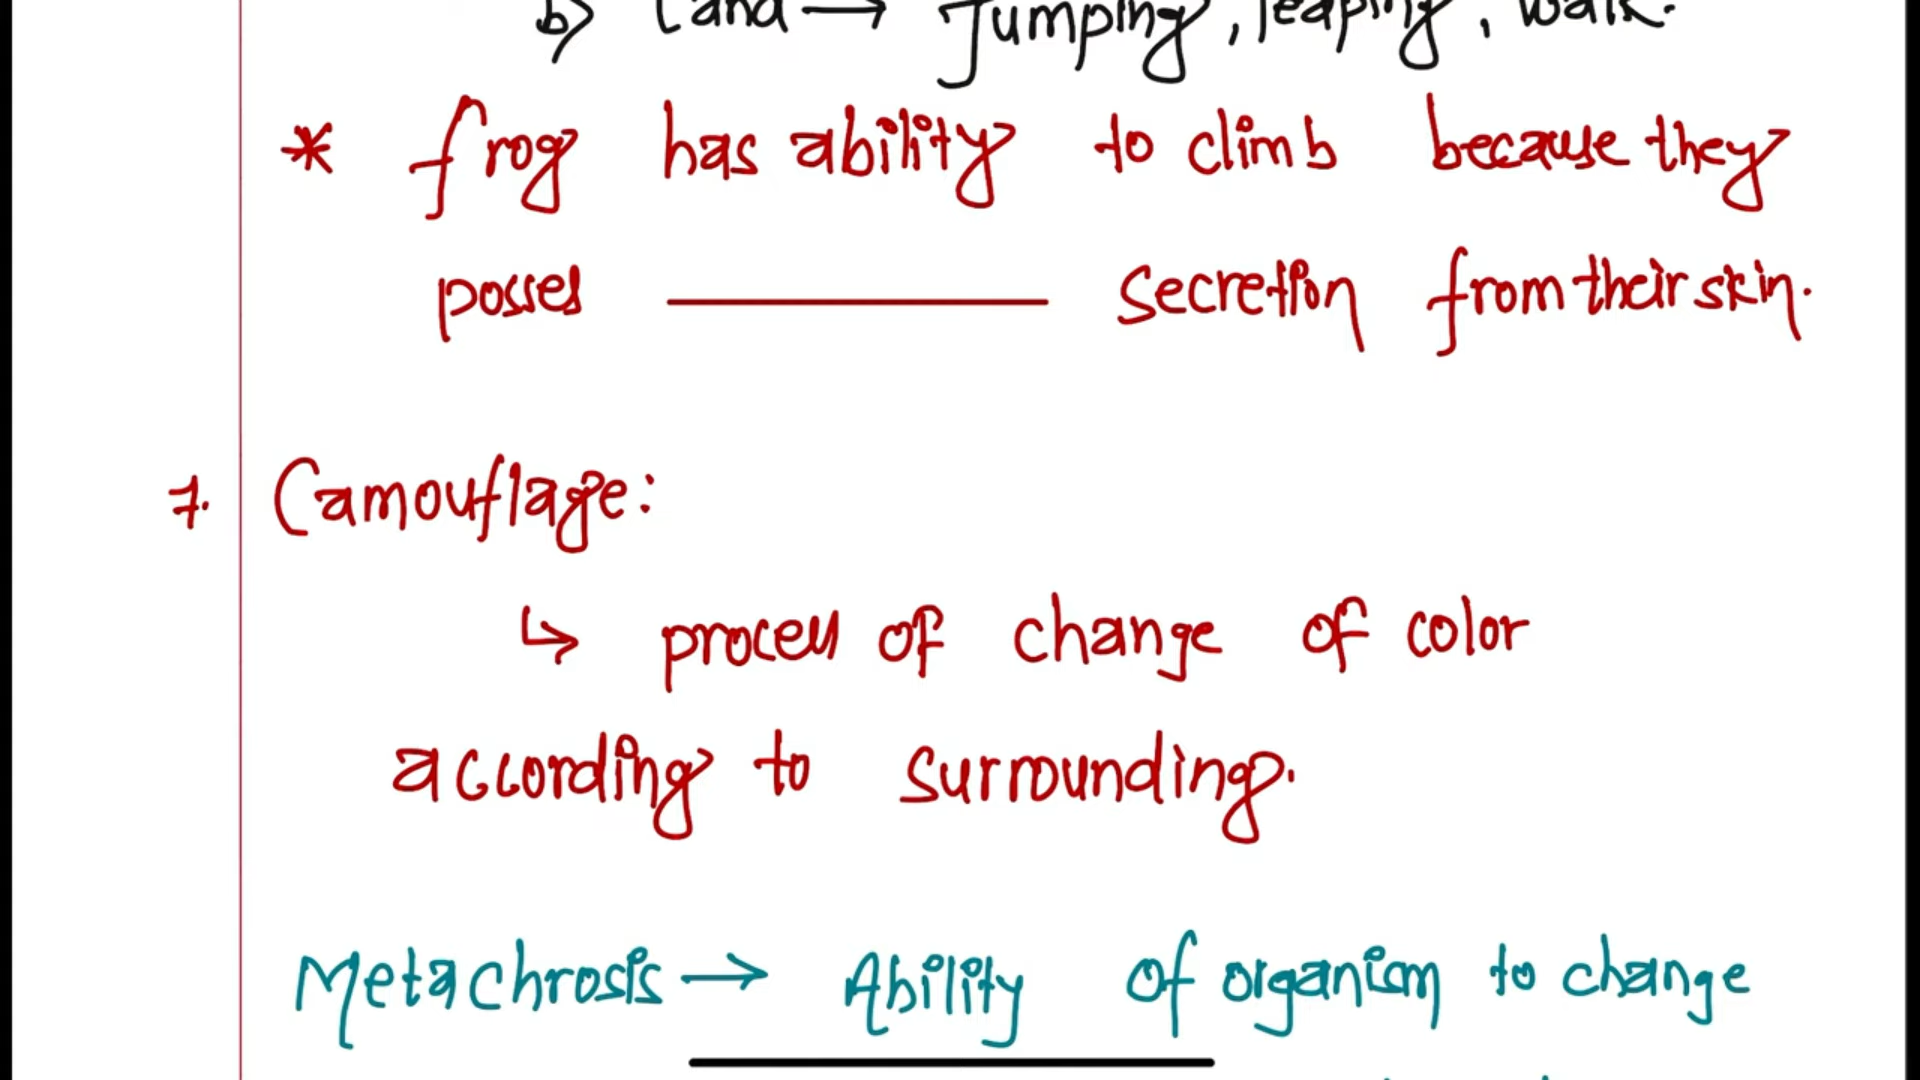 b) Land → Jumping, leaping, walk.
* frog has ability to climb because they
posses ________ secretion from their skin.
7. Camouflage:
↳ process of change of color
according to surrounding.
Metachrosis → Ability of organism to change